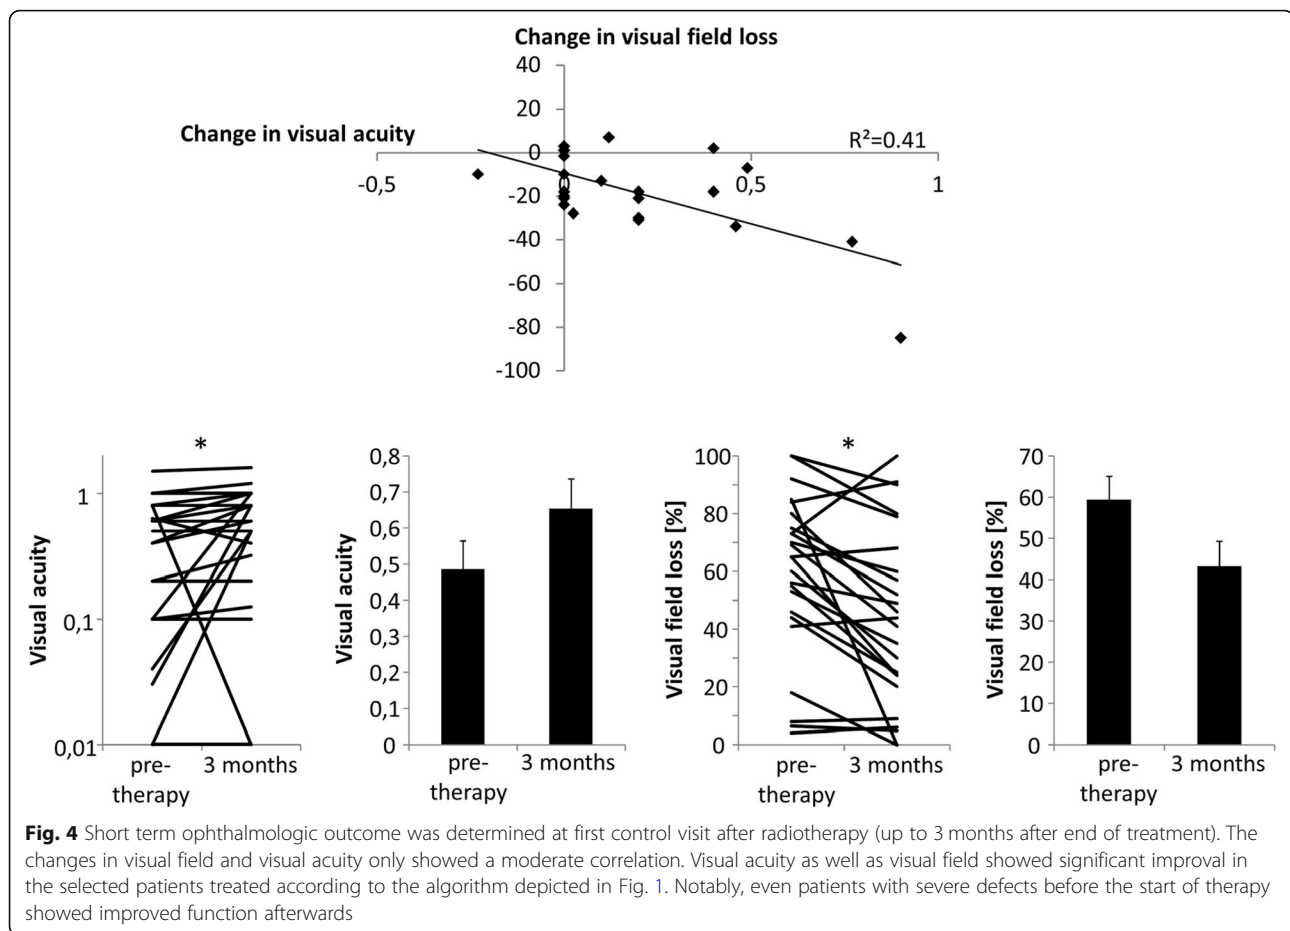 Change in visual field loss
40
20
Change in visual acuity
R²=0.41
0
-0,5
0
0,5
1
-20
-40
-60
-80
-100
*
Visual acuity
1
0,1
0,01
pre-
therapy
3 months
Visual acuity
0,8
0,7
0,6
0,5
0,4
0,3
0,2
0,1
0
pre-
therapy
3 months
*
Visual field loss [%]
100
80
60
40
20
0
pre-
therapy
3 months
Visual field loss [%]
70
60
50
40
30
20
10
0
pre-
therapy
3 months
Fig. 4 Short term ophthalmologic outcome was determined at first control visit after radiotherapy (up to 3 months after end of treatment). The
changes in visual field and visual acuity only showed a moderate correlation. Visual acuity as well as visual field showed significant improval in
the selected patients treated according to the algorithm depicted in Fig. 1. Notably, even patients with severe defects before the start of therapy
showed improved function afterwards